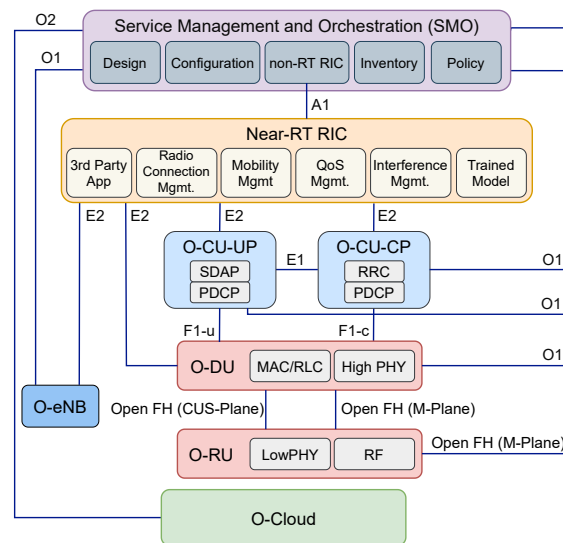 O2
Service Management and Orchestration (SMO)
O1
Design
Configuration
non-RT RIC
Inventory
Policy
A1
Near-RT RIC
3rd Party
App
Radio
Connection
Mgmt.
Mobility
Mgmt
QoS
Mgmt.
Interference
Mgmt.
Trained
Model
E2
E2
E2
E2
O-CU-UP
SDAP
PDCP
E1
O-CU-CP
RRC
PDCP
O1
O1
F1-u
F1-c
O-DU
MAC/RLC
High PHY
O1
O-eNB
Open FH (CUS-Plane)
Open FH (M-Plane)
O-RU
LowPHY
RF
Open FH (M-Plane)
O-Cloud